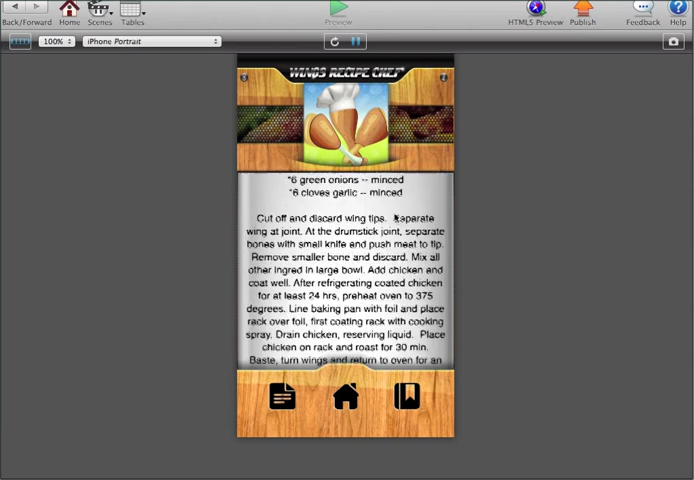 Back/Forward Home Scenes Tables Preview HTML5 Preview Publish Feedback Help
100% iPhone Portrait
WINGS RECIPE CHEF
*6 green onions -- minced
*6 cloves garlic -- minced
Cut off and discard wing tips. Separate
wing at joint. At the drumstick joint, separate
bones with small knife and push meat to tip.
Remove smaller bone and discard. Mix all
other ingred in large bowl. Add chicken and
coat well. After refrigerating coated chicken
for at least 24 hrs, preheat oven to 375
degrees. Line baking pan with foil and place
rack over foil, first coating rack with cooking
spray. Drain chicken, reserving liquid. Place
chicken on rack and roast for 30 min.
Baste, turn wings and return to oven for an